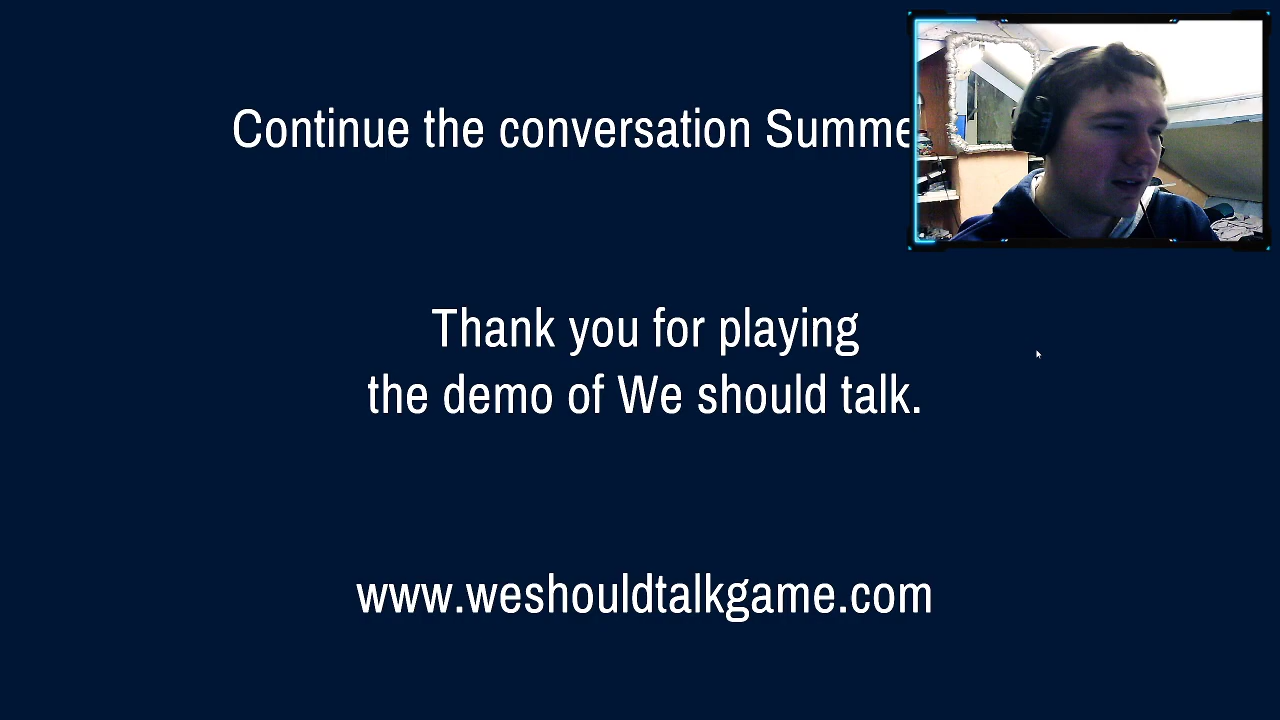 Continue the conversation
Thank you for playing
the demo of We should talk.
www.weshouldtalkgame.com